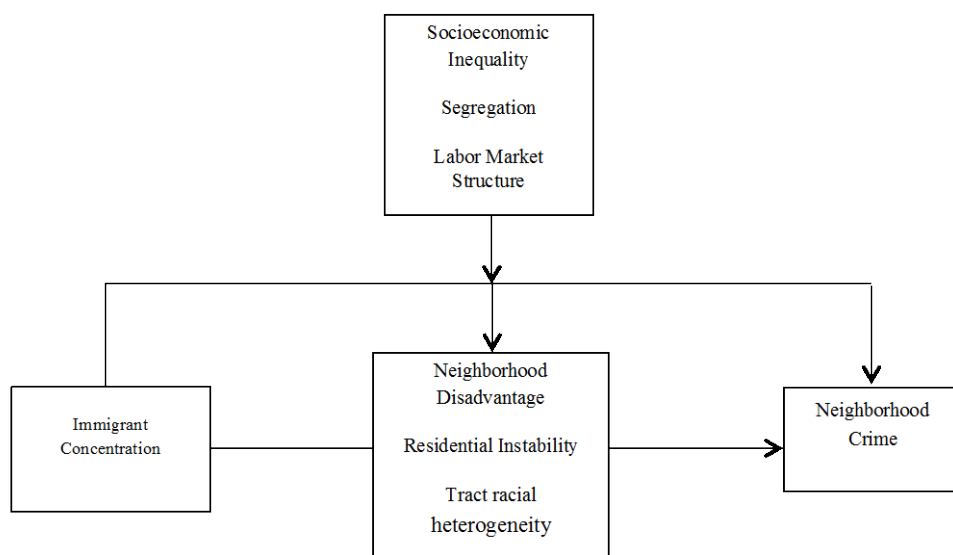 Socioeconomic
Inequality
Segregation
Labor Market
Structure
Immigrant
Concentration
Neighborhood
Disadvantage
Residential Instability
Tract racial
heterogeneity
Neighborhood
Crime